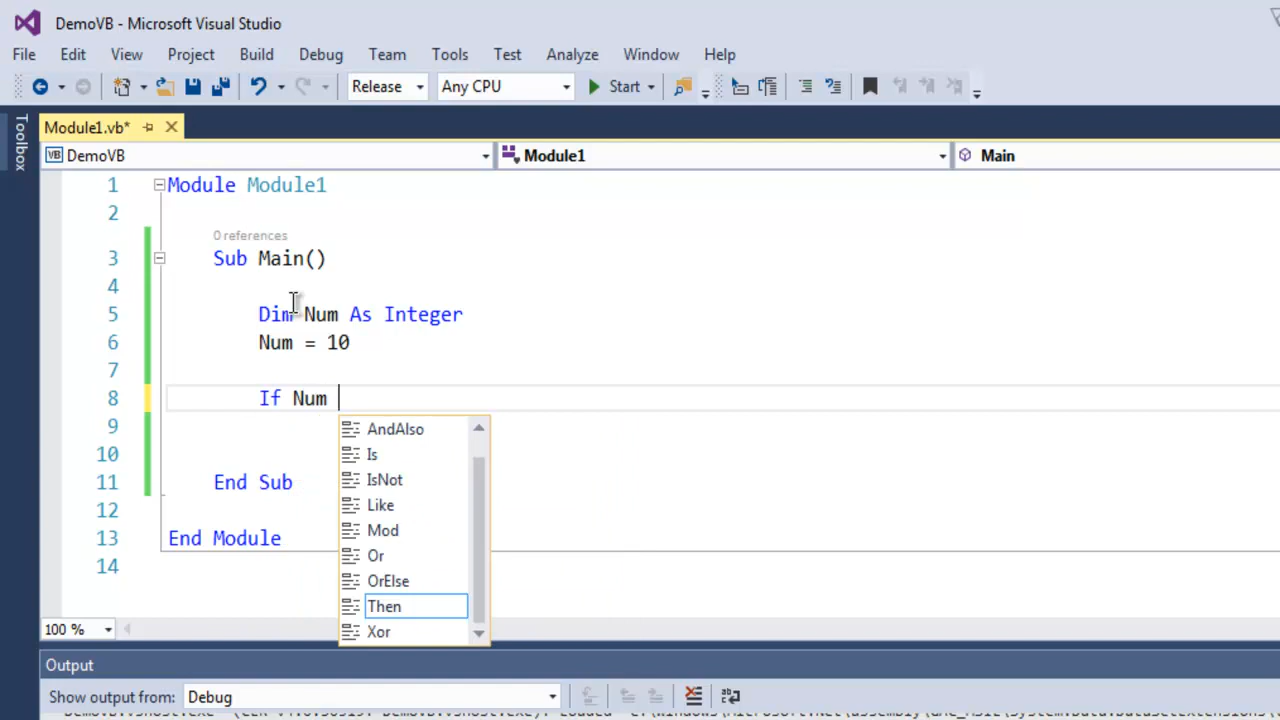 DemoVB - Microsoft Visual Studio
File Edit View Project Build Debug Team Tools Test Analyze Window Help
Release Any CPU Start
Toolbox
Module1.vb*
VB DemoVB Module1 Main
1 Module Module1
2
0 references
3 Sub Main()
4
5 Dim Num As Integer
6 Num = 10
7
8 If Num
9
10
11 End Sub
12
13 End Module
14
AndAlso
Is
IsNot
Like
Mod
Or
OrElse
Then
Xor
100 %
Output
Show output from: Debug